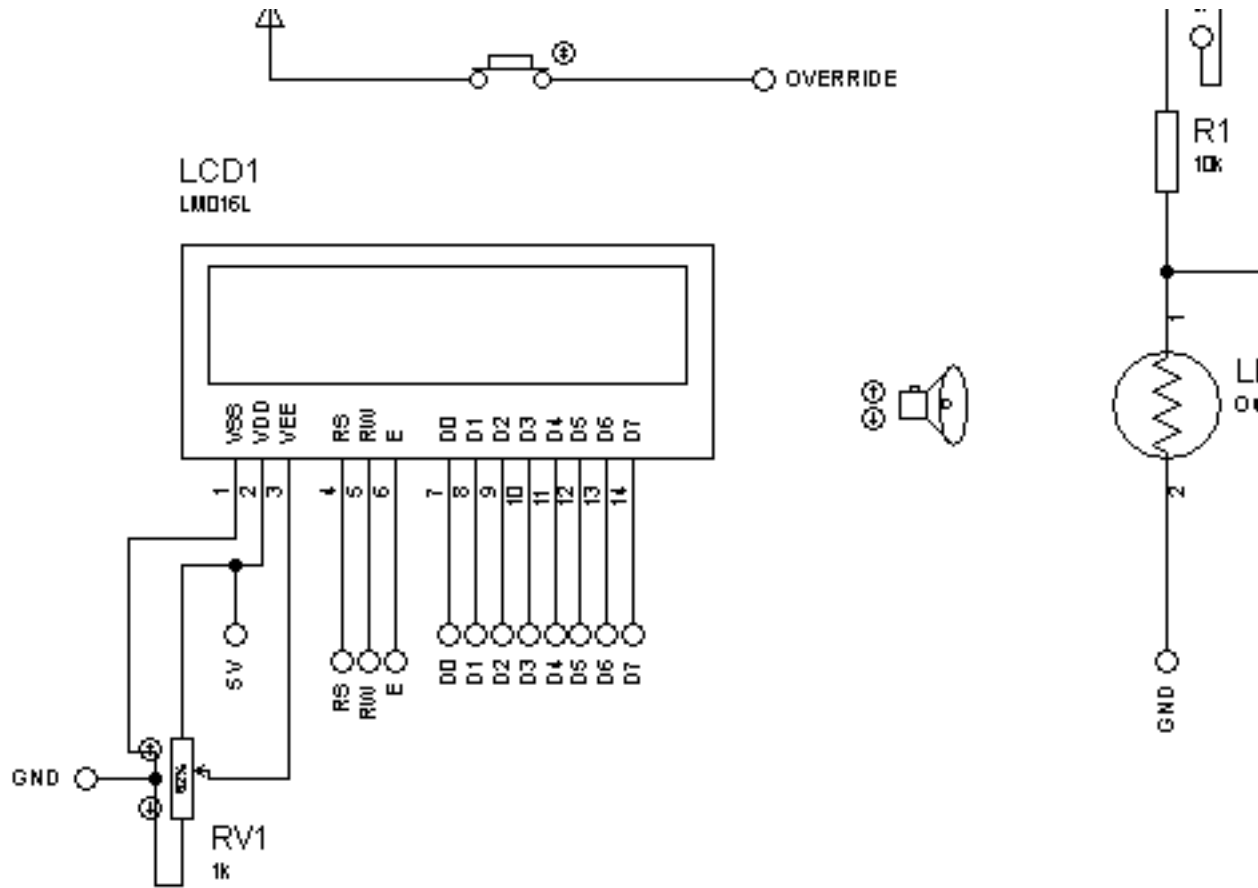 OVERRIDE
R1
10k
LCD1
LM016L
VSS
VDD
VEE
RS
RW
E
D0
D1
D2
D3
D4
D5
D6
D7
1
2
3
4
5
6
7
8
9
10
11
12
13
14
1
2
5V
RS
RW
E
D0
D1
D2
D3
D4
D5
D6
D7
GND
GND
RV1
1k